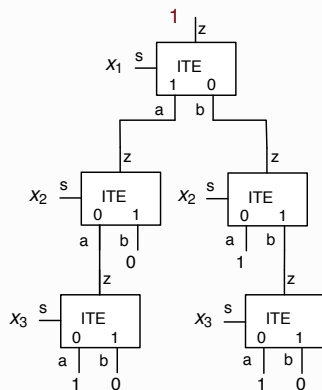 1
z
x1 s ITE
1 0
a b
z z
x2 s ITE x2 s ITE
0 1 0 1
a b a b
0 1
z z
x3 s ITE x3 s ITE
0 1 0 1
a b a b
1 0 1 0